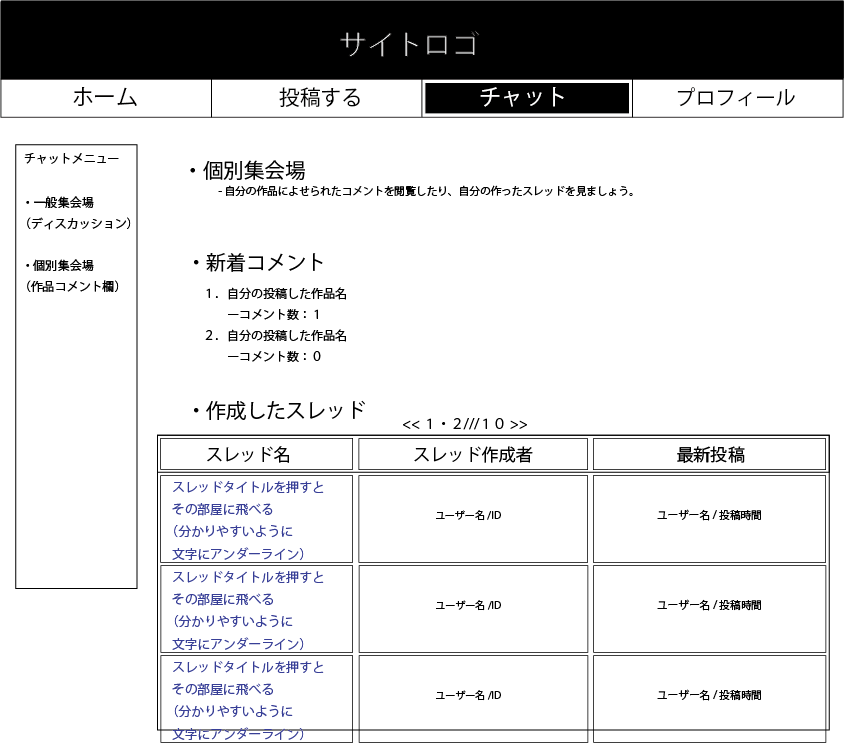 サイトロゴ
ホーム 投稿する チャット プロフィール
チャットメニュー
・一般集会場
（ディスカッション）
・個別集会場
（作品コメント欄）
・個別集会場
- 自分の作品によせられたコメントを閲覧したり、自分の作ったスレッドを見ましょう。
・新着コメント
１．自分の投稿した作品名
ーコメント数：１
２．自分の投稿した作品名
ーコメント数：０
・作成したスレッド
<< １・２///１０ >>
スレッド名 スレッド作成者 最新投稿
スレッドタイトルを押すと
その部屋に飛べる
（分かりやすいように
文字にアンダーライン）
ユーザー名 /ID
ユーザー名 / 投稿時間
スレッドタイトルを押すと
その部屋に飛べる
（分かりやすいように
文字にアンダーライン）
ユーザー名 /ID
ユーザー名 / 投稿時間
スレッドタイトルを押すと
その部屋に飛べる
（分かりやすいように
文字にアンダーライン）
ユーザー名 /ID
ユーザー名 / 投稿時間